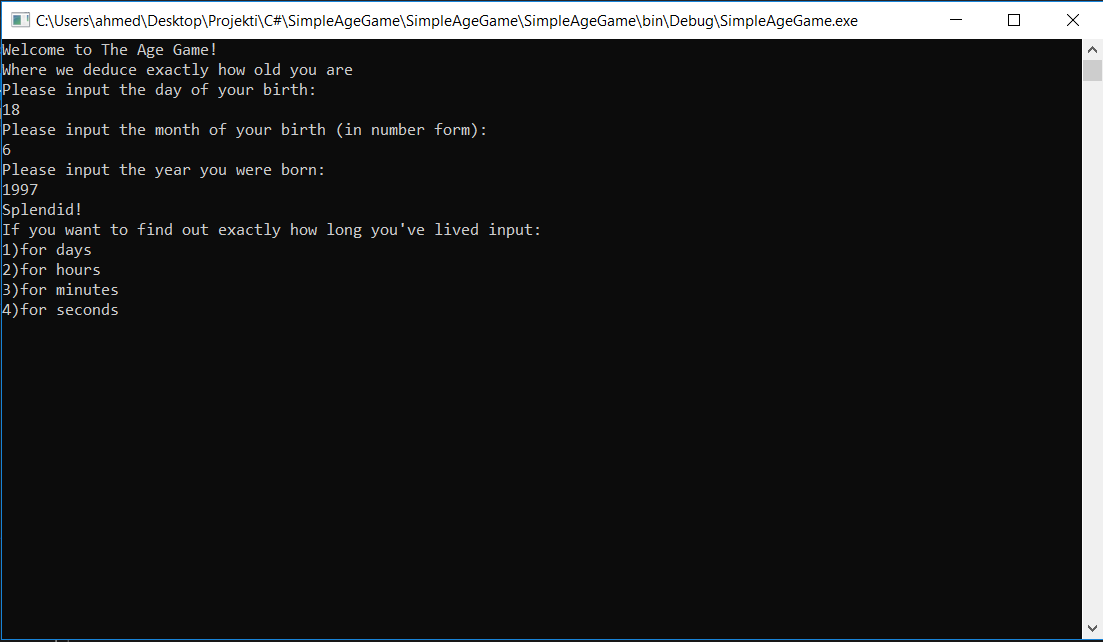 C:\Users\ahmed\Desktop\Projekti\C#\SimpleAgeGame\SimpleAgeGame\SimpleAgeGame\bin\Debug\SimpleAgeGame.exe
Welcome to The Age Game!
Where we deduce exactly how old you are
Please input the day of your birth:
18
Please input the month of your birth (in number form):
6
Please input the year you were born:
1997
Splendid!
If you want to find out exactly how long you've lived input:
1)for days
2)for hours
3)for minutes
4)for seconds